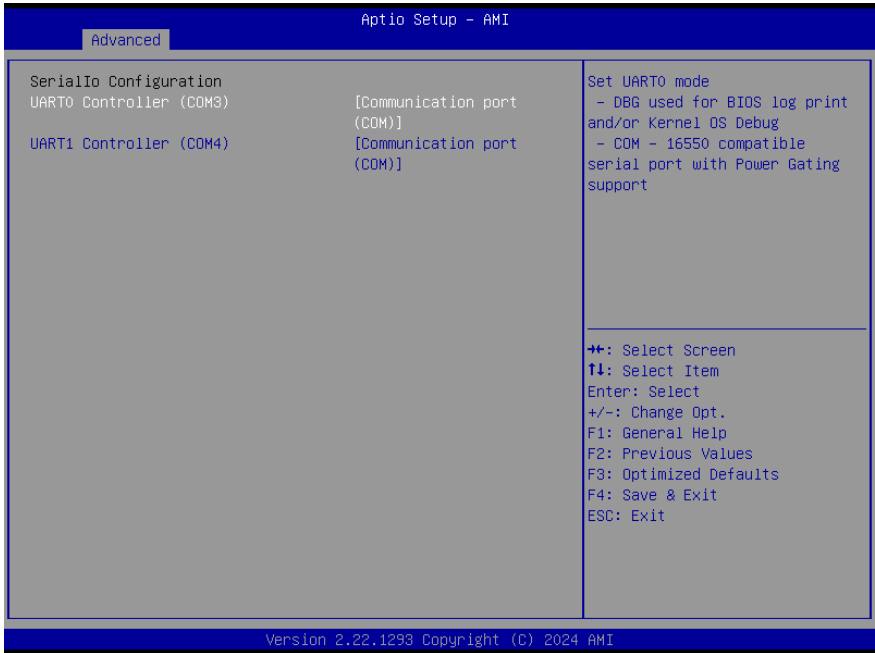 Aptio Setup – AMI
Advanced
SerialIo Configuration
UART0 Controller (COM3) [Communication port
(COM)]
UART1 Controller (COM4) [Communication port
(COM)]
Set UART0 mode
– DBG used for BIOS log print
and/or Kernel OS Debug
– COM – 16550 compatible
serial port with Power Gating
support
→←: Select Screen
↑↓: Select Item
Enter: Select
+/-: Change Opt.
F1: General Help
F2: Previous Values
F3: Optimized Defaults
F4: Save & Exit
ESC: Exit
Version 2.22.1293 Copyright (C) 2024 AMI